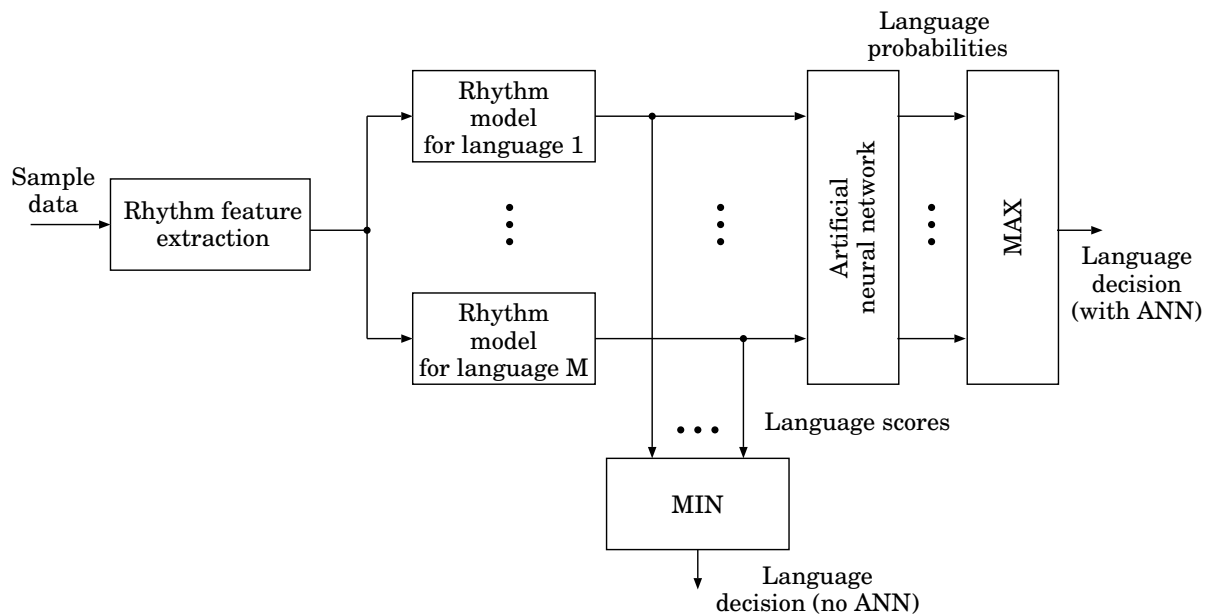 Language
probabilities
Rhythm
model
for language 1
Sample
data
Rhythm feature
extraction
Artificial
neural network
MAX
Language
decision
(with ANN)
Rhythm
model
for language M
Language scores
MIN
Language
decision (no ANN)